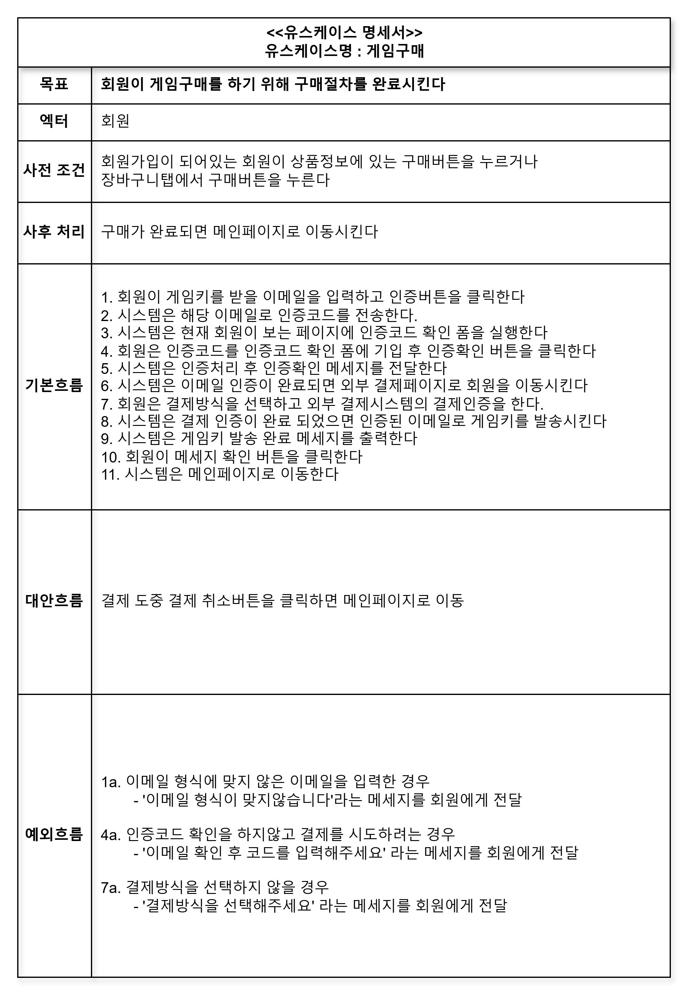 <<유스케이스 명세서>>
유스케이스명 : 게임구매
목표
회원이 게임구매를 하기 위해 구매절차를 완료시킨다
엑터
회원
사전 조건
회원가입이 되어있는 회원이 상품정보에 있는 구매버튼을 누르거나
장바구니탭에서 구매버튼을 누른다
사후 처리
구매가 완료되면 메인페이지로 이동시킨다
기본흐름
1. 회원이 게임키를 받을 이메일을 입력하고 인증버튼을 클릭한다
2. 시스템은 해당 이메일로 인증코드를 전송한다.
3. 시스템은 현재 회원이 보는 페이지에 인증코드 확인 폼을 실행한다
4. 회원은 인증코드를 인증코드 확인 폼에 기입 후 인증확인 버튼을 클릭한다
5. 시스템은 인증처리 후 인증확인 메세지를 전달한다
6. 시스템은 이메일 인증이 완료되면 외부 결제페이지로 회원을 이동시킨다
7. 회원은 결제방식을 선택하고 외부 결제시스템의 결제인증을 한다.
8. 시스템은 결제 인증이 완료 되었으면 인증된 이메일로 게임키를 발송시킨다
9. 시스템은 게임키 발송 완료 메세지를 출력한다
10. 회원이 메세지 확인 버튼을 클릭한다
11. 시스템은 메인페이지로 이동한다
대안흐름
결제 도중 결제 취소버튼을 클릭하면 메인페이지로 이동
예외흐름
1a. 이메일 형식에 맞지 않은 이메일을 입력한 경우
- '이메일 형식이 맞지않습니다'라는 메세지를 회원에게 전달
4a. 인증코드 확인을 하지않고 결제를 시도하려는 경우
- '이메일 확인 후 코드를 입력해주세요' 라는 메세지를 회원에게 전달
7a. 결제방식을 선택하지 않을 경우
- '결제방식을 선택해주세요' 라는 메세지를 회원에게 전달